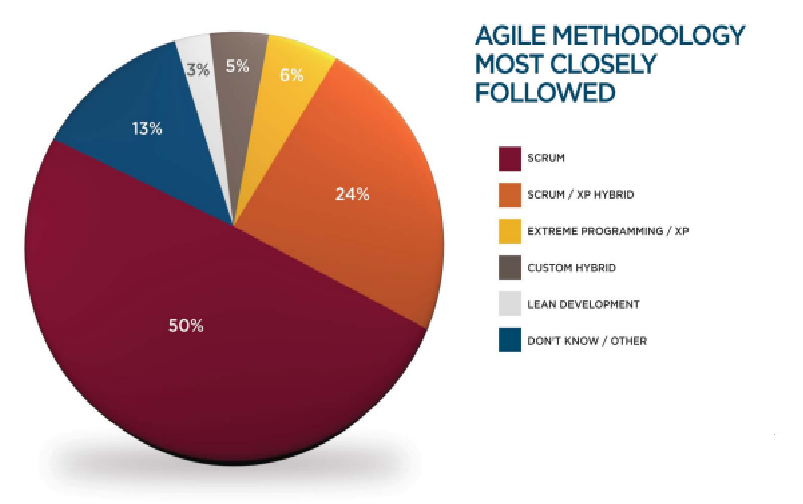 AGILE METHODOLOGY
MOST CLOSELY
FOLLOWED
3%
5%
6%
13%
24%
50%
SCRUM
SCRUM / XP HYBRID
EXTREME PROGRAMMING / XP
CUSTOM HYBRID
LEAN DEVELOPMENT
DON'T KNOW / OTHER